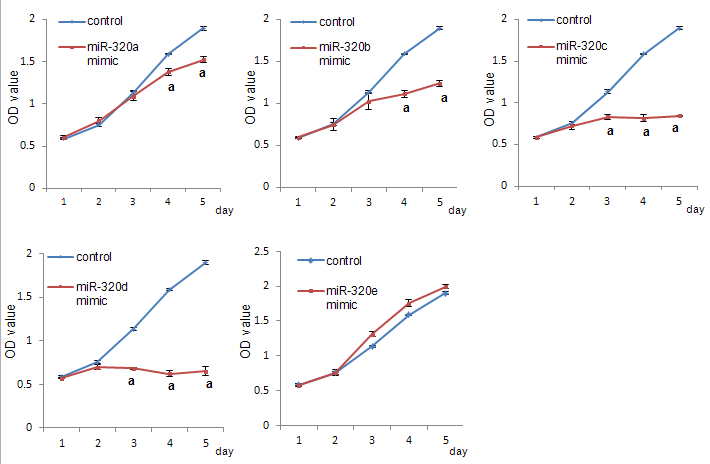 OD value
2
1.5
1
0.5
0
control
miR-320a
mimic
a
a
1 2 3 4 5
day
OD value
2
1.5
1
0.5
0
control
miR-320b
mimic
a
a
1 2 3 4 5
day
OD value
2
1.5
1
0.5
0
control
miR-320c
mimic
a a a
1 2 3 4 5
day
OD value
2
1.5
1
0.5
0
control
miR-320d
mimic
a a a
1 2 3 4 5
day
OD value
2.5
2
1.5
1
0.5
0
control
miR-320e
mimic
1 2 3 4 5
day